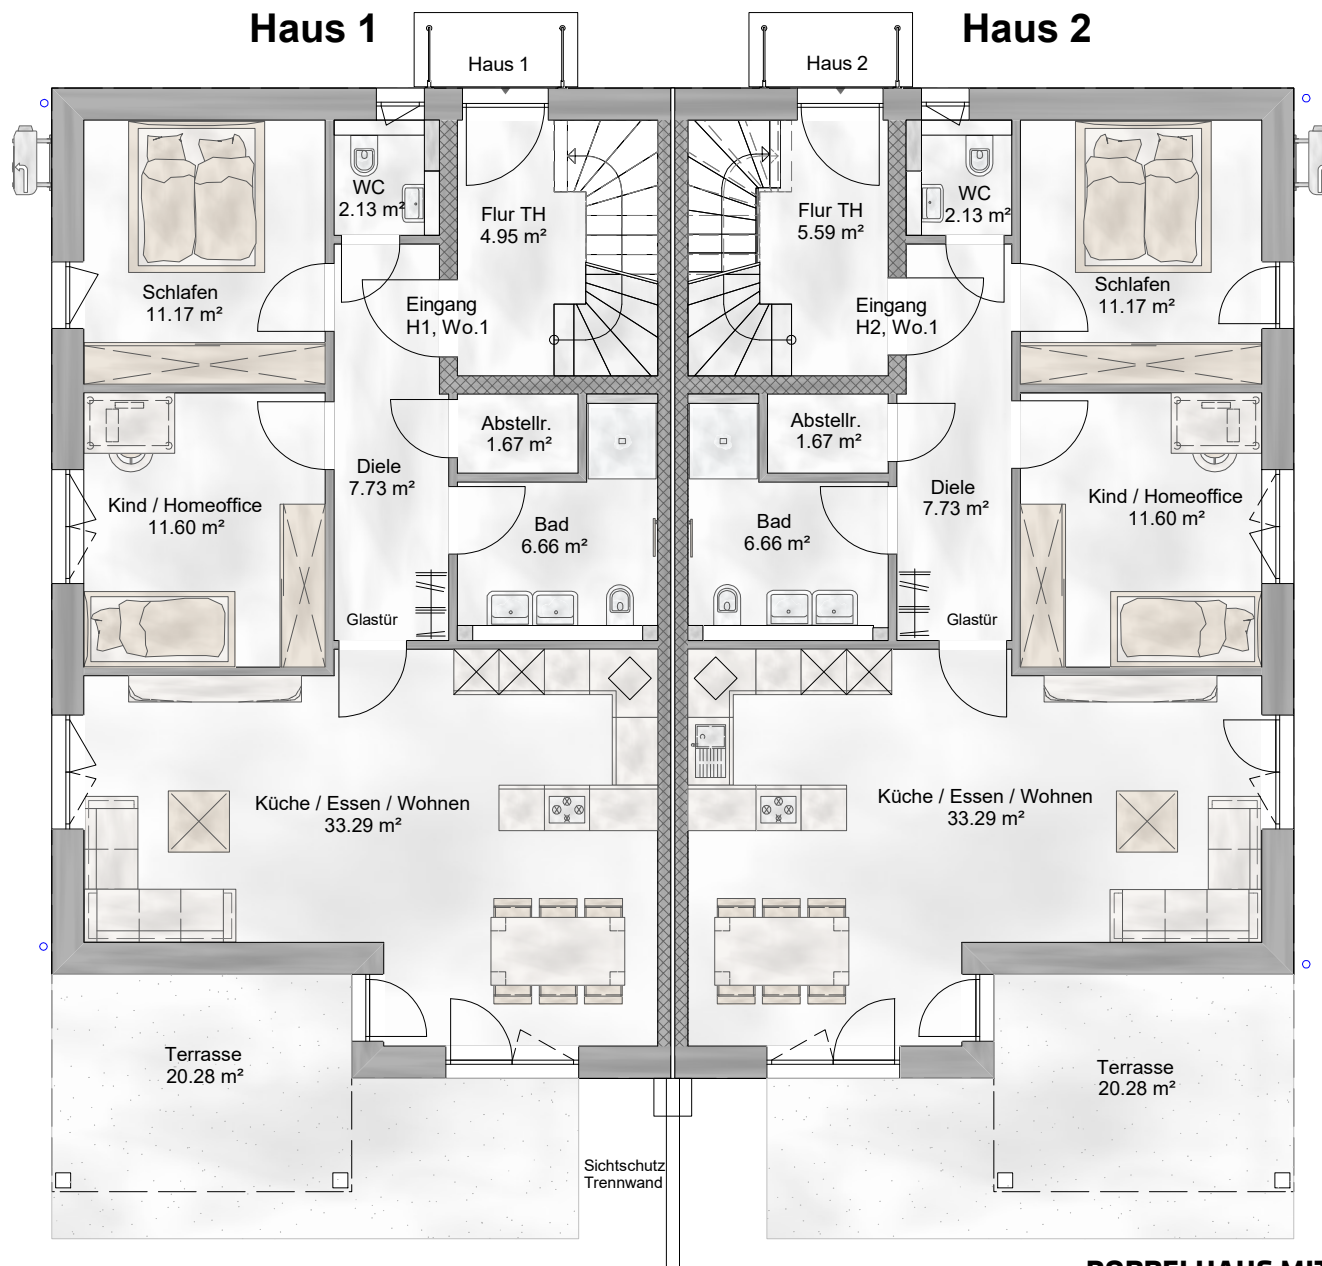 Haus 1
Haus 2
Haus 1
Haus 2
WC
2.13 m²
Flur TH
4.95 m²
Flur TH
5.59 m²
WC
2.13 m²
Schlafen
11.17 m²
Eingang
H1, Wo.1
Eingang
H2, Wo.1
Schlafen
11.17 m²
Abstellr.
1.67 m²
Abstellr.
1.67 m²
Kind / Homeoffice
11.60 m²
Diele
7.73 m²
Bad
6.66 m²
Bad
6.66 m²
Diele
7.73 m²
Kind / Homeoffice
11.60 m²
Glastür
Glastür
Küche / Essen / Wohnen
33.29 m²
Küche / Essen / Wohnen
33.29 m²
Terrasse
20.28 m²
Terrasse
20.28 m²
Sichtschutz
Trennwand
DOPPELHAUS MIT